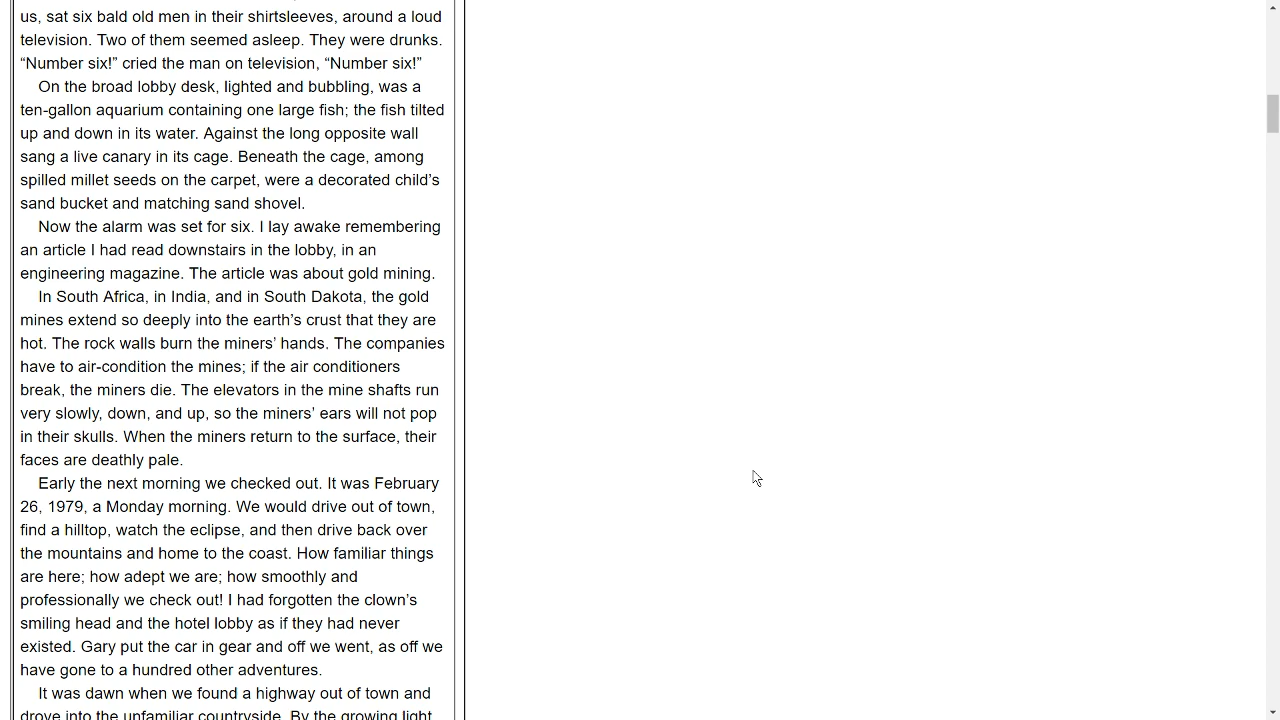 us, sat six bald old men in their shirtsleeves, around a loud
television. Two of them seemed asleep. They were drunks.
“Number six!” cried the man on television, “Number six!”
On the broad lobby desk, lighted and bubbling, was a
ten-gallon aquarium containing one large fish; the fish tilted
up and down in its water. Against the long opposite wall
sang a live canary in its cage. Beneath the cage, among
spilled millet seeds on the carpet, were a decorated child’s
sand bucket and matching sand shovel.
Now the alarm was set for six. I lay awake remembering
an article I had read downstairs in the lobby, in an
engineering magazine. The article was about gold mining.
In South Africa, in India, and in South Dakota, the gold
mines extend so deeply into the earth’s crust that they are
hot. The rock walls burn the miners’ hands. The companies
have to air-condition the mines; if the air conditioners
break, the miners die. The elevators in the mine shafts run
very slowly, down, and up, so the miners’ ears will not pop
in their skulls. When the miners return to the surface, their
faces are deathly pale.
Early the next morning we checked out. It was February
26, 1979, a Monday morning. We would drive out of town,
find a hilltop, watch the eclipse, and then drive back over
the mountains and home to the coast. How familiar things
are here; how adept we are; how smoothly and
professionally we check out! I had forgotten the clown’s
smiling head and the hotel lobby as if they had never
existed. Gary put the car in gear and off we went, as off we
have gone to a hundred other adventures.
It was dawn when we found a highway out of town and
drove into the unfamiliar countryside. By the growing light